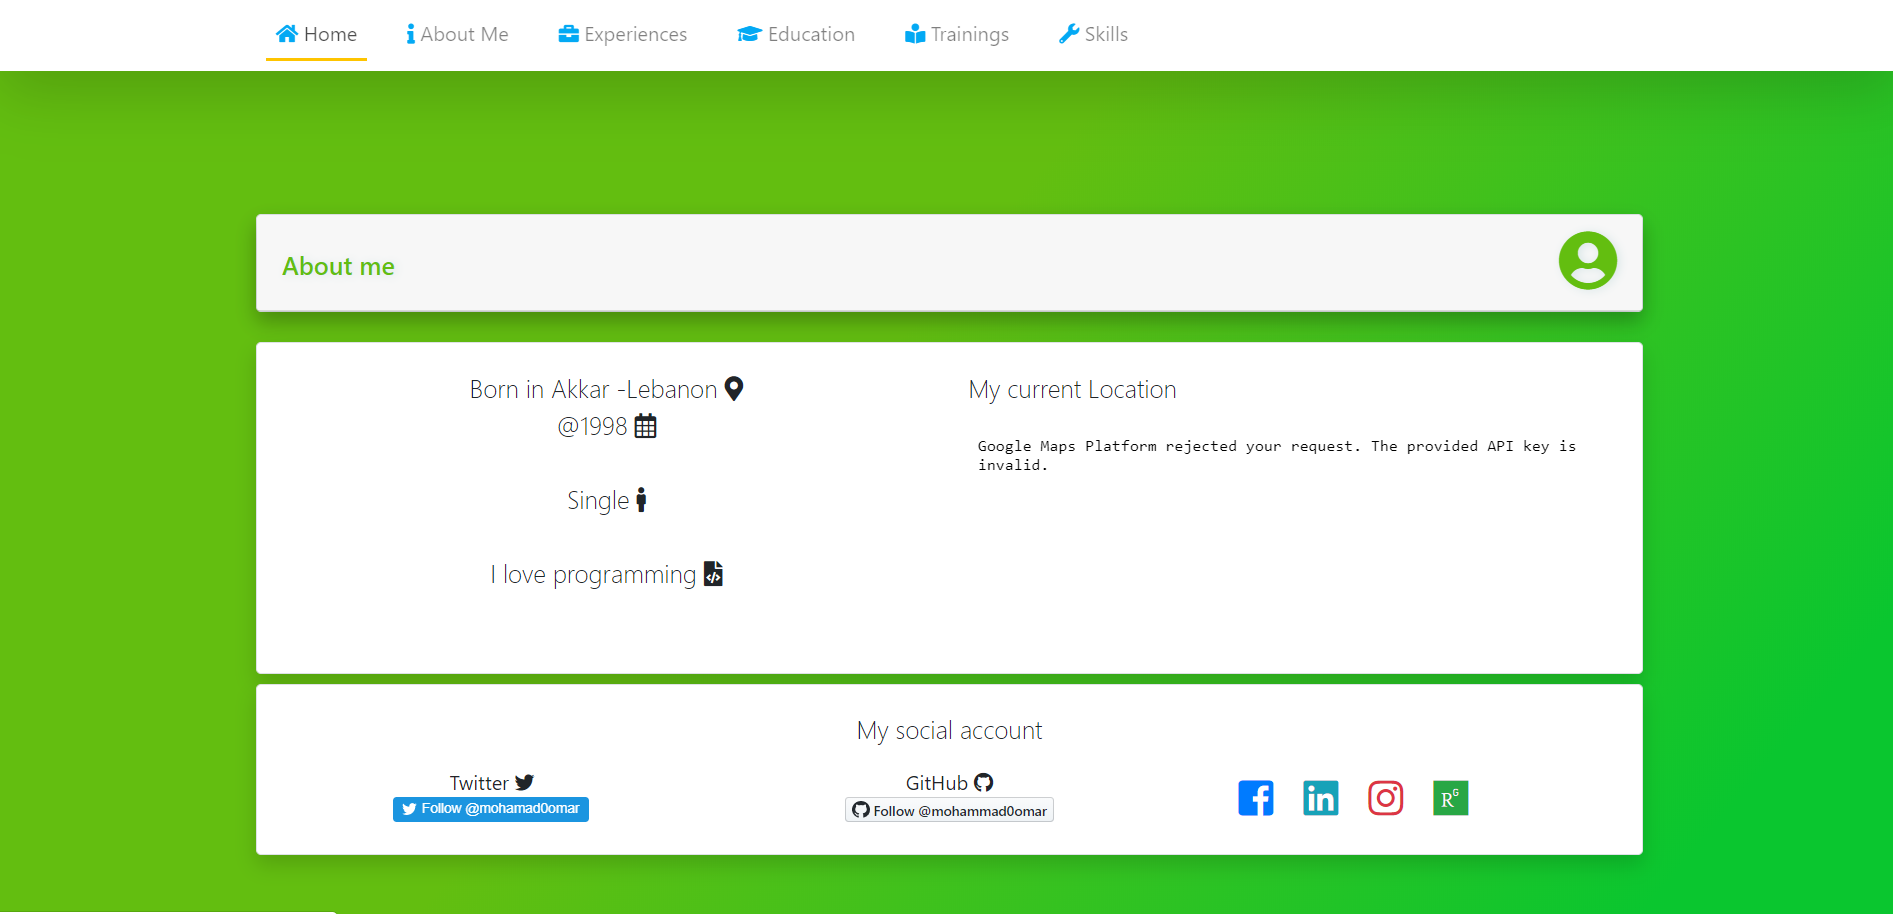 Home
About Me
Experiences
Education
Trainings
Skills
About me
Born in Akkar -Lebanon
@1998
Single
I love programming
My current Location
Google Maps Platform rejected your request. The provided API key is
invalid.
My social account
Twitter
Follow @mohamad0omar
GitHub
Follow @mohammad0omar
in
RG